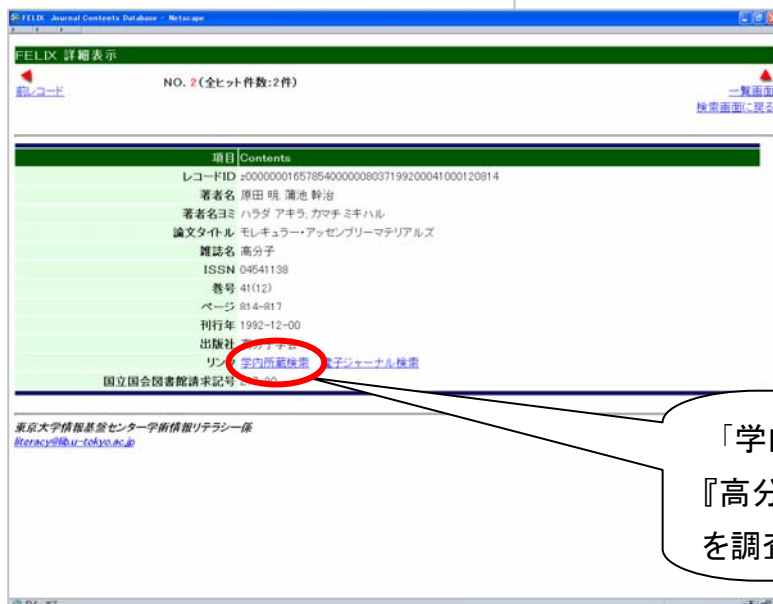 FELIX Journal Contents Database - Netscape
FELIX 詳細表示
前レコード
NO. 2(全ヒット件数:2件)
一覧画面
検索画面に戻る
項目 Contents
レコードID z0000000165785400000080371992000410001 20814
著者名 原田 明, 蒲池 幹治
著者名ヨミ ハラダ アキラ; カマチ ミキハル
論文タイトル モレキュラー・アッセンブリーマテリアルズ
雑誌名 高分子
ISSN 04541138
巻号 41(12)
ページ 814-817
刊行年 1992-12-00
出版社 高分子学会
リンク 学内所蔵検索 電子ジャーナル検索
国立国会図書館請求記号
東京大学情報基盤センター学術情報リテラシー係
literacy@lib.u-tokyo.ac.jp
「学内
『高分
を調査